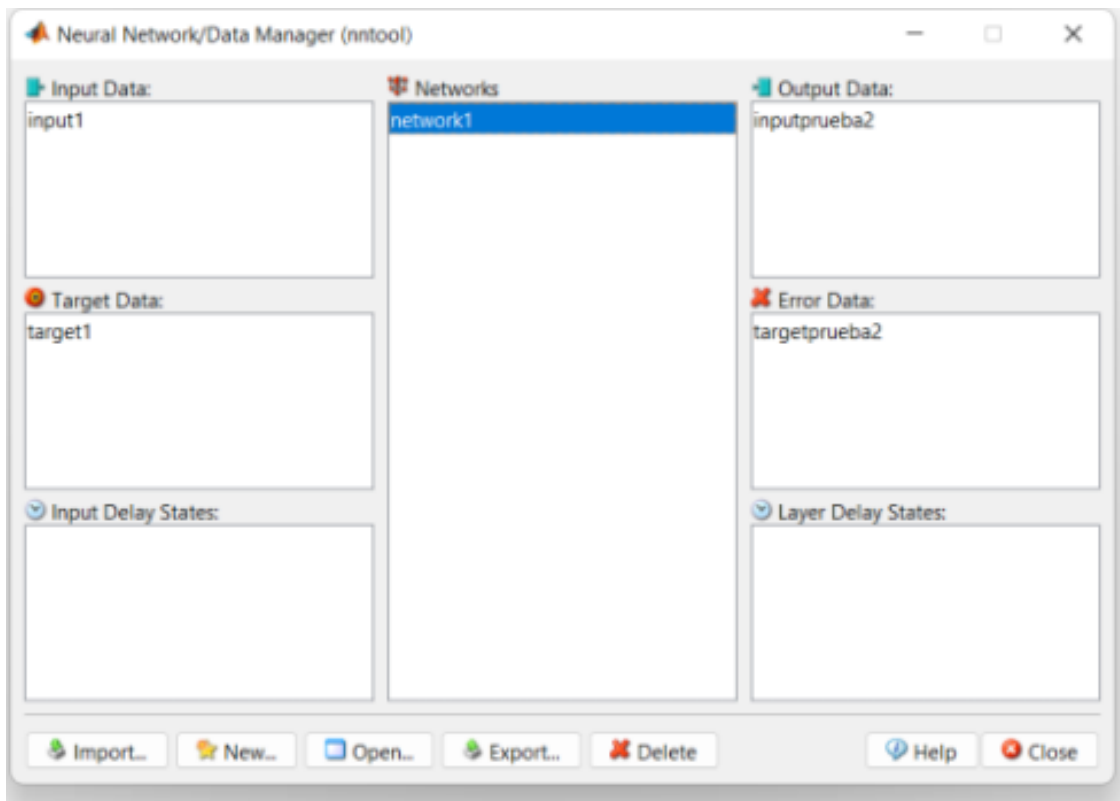 Neural Network/Data Manager (nntool)
Input Data:
input1
Networks
network1
Output Data:
inputprueba2
Target Data:
target1
Error Data:
targetprueba2
Input Delay States:
Layer Delay States:
Import...
New...
Open...
Export...
Delete
Help
Close